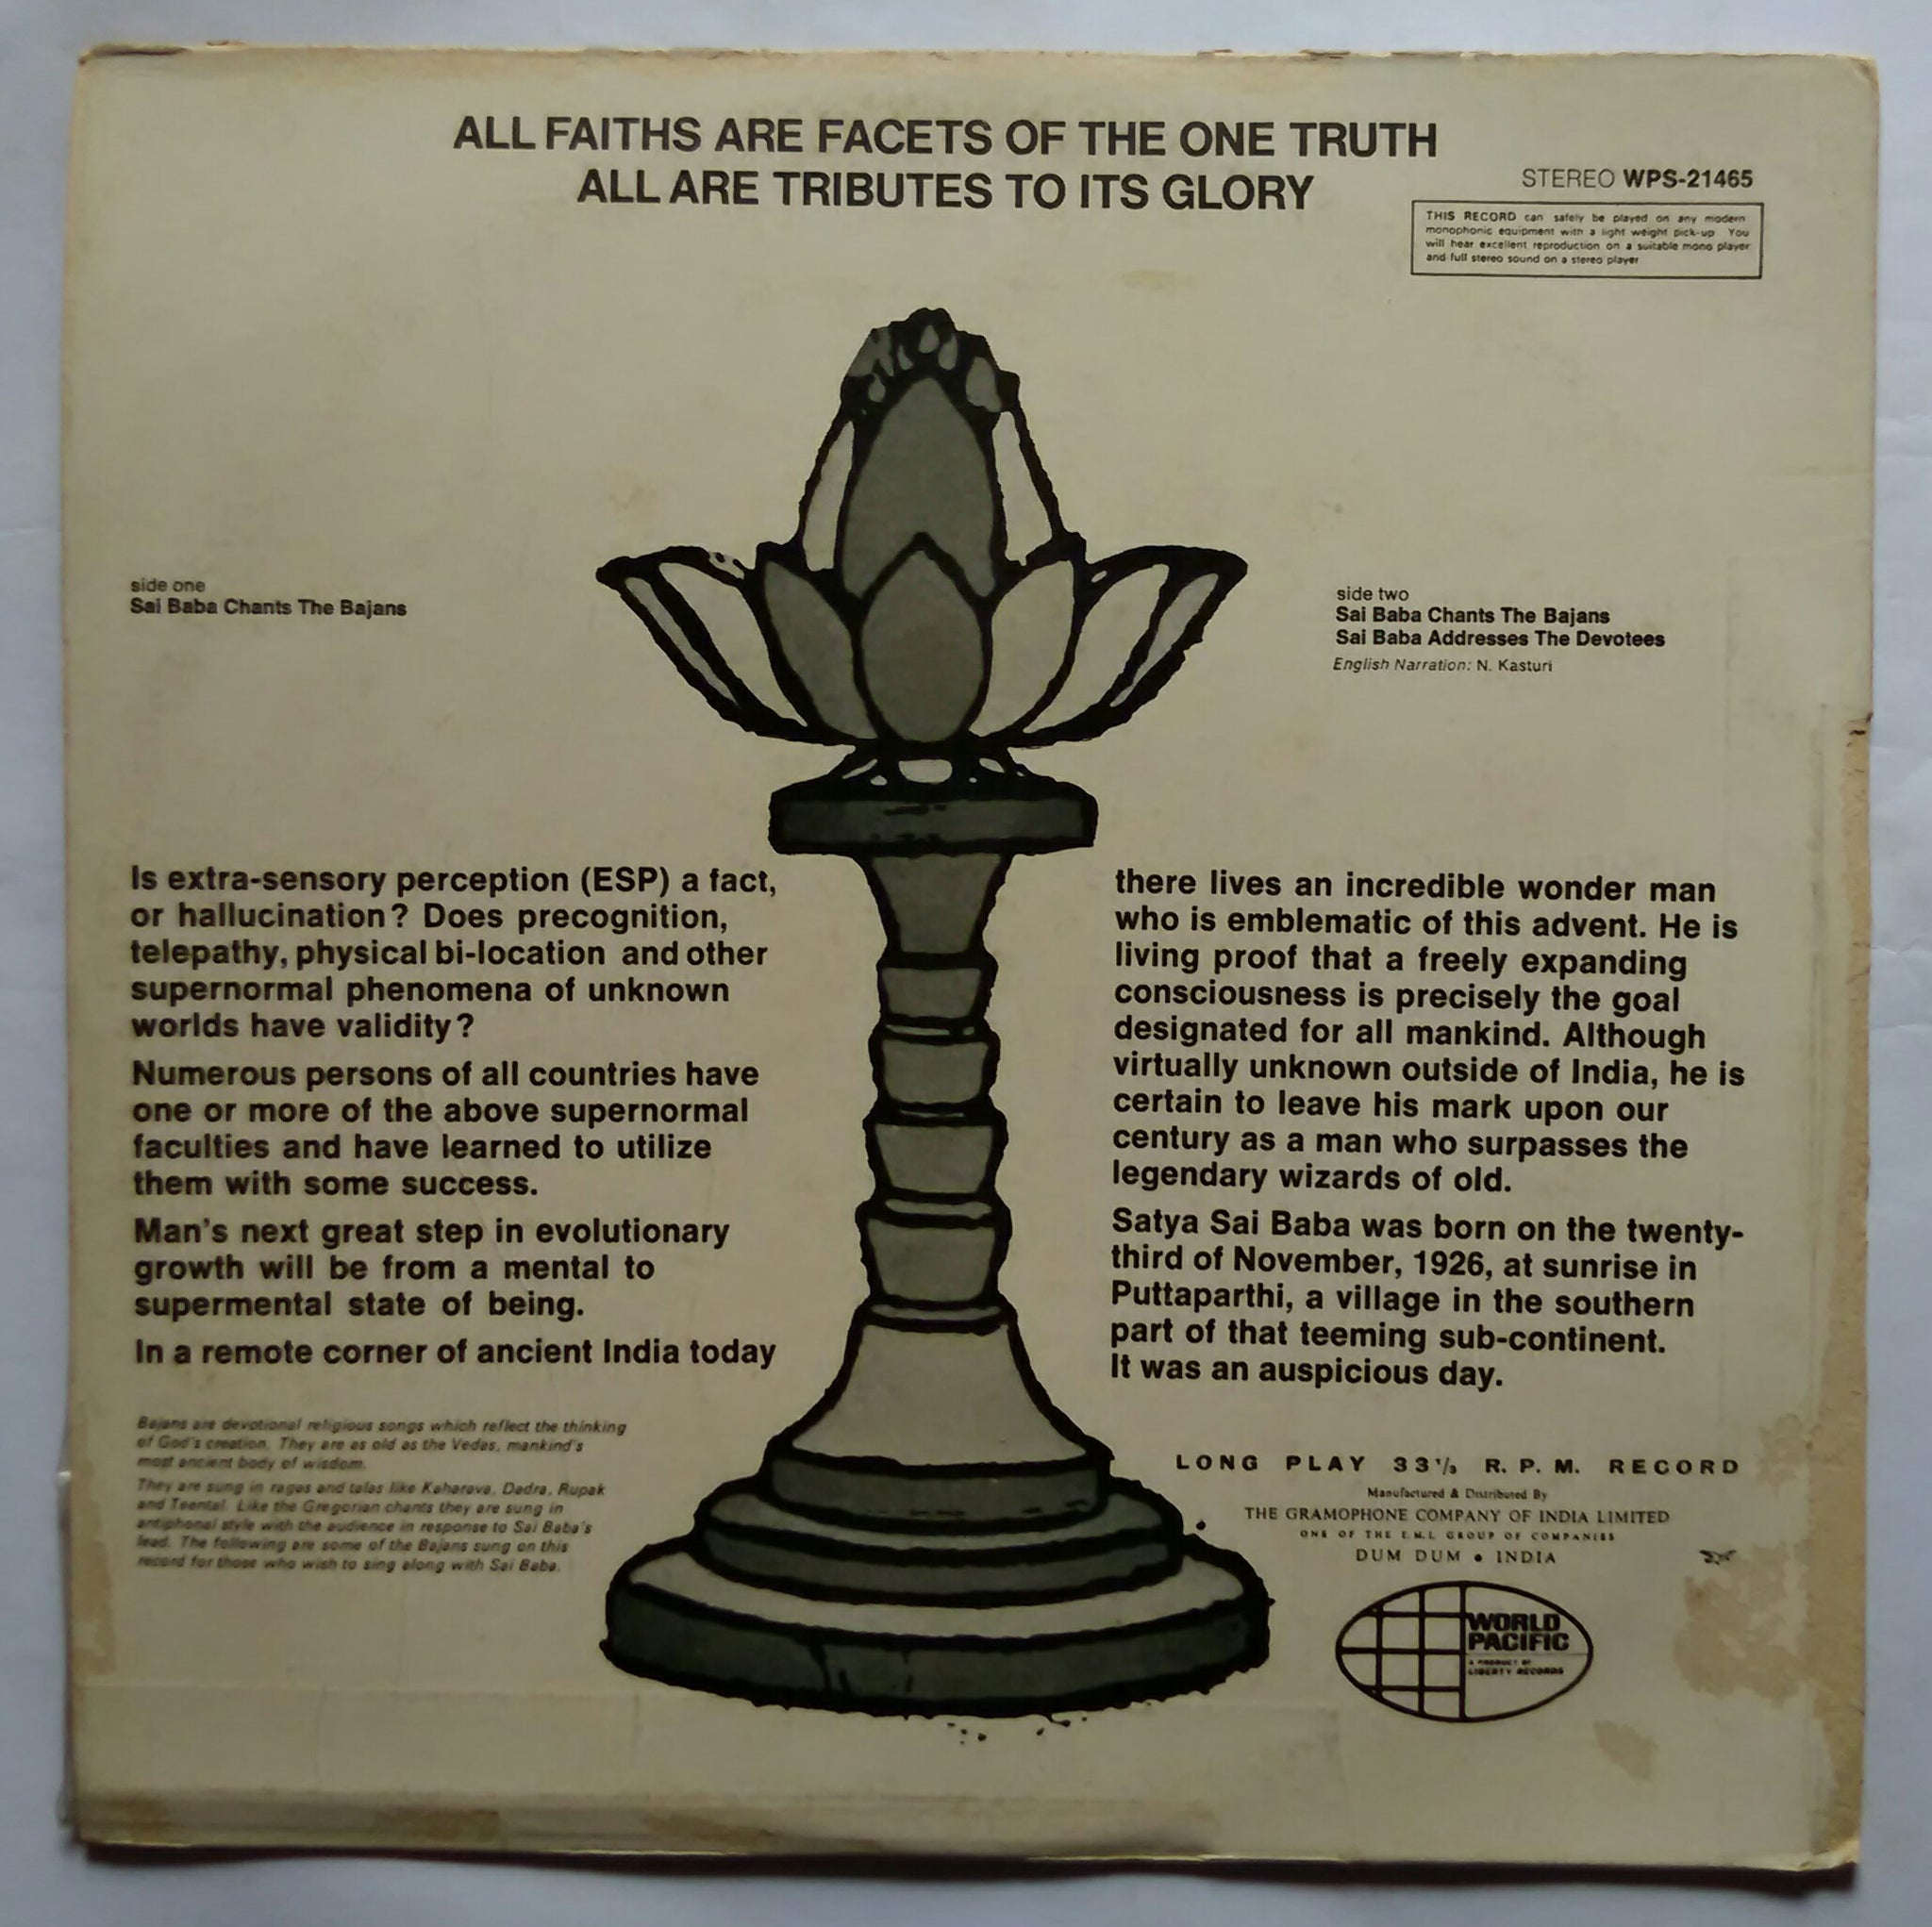 ALL FAITHS ARE FACETS OF THE ONE TRUTH
ALL ARE TRIBUTES TO ITS GLORY
STEREO WPS-21465
THIS RECORD can safely be played on any modern
monophonic equipment with a light weight pick-up You
will hear excellent reproduction on a suitable mono player
and full stereo sound on a stereo player
side one
Sai Baba Chants The Bajans
side two
Sai Baba Chants The Bajans
Sai Baba Addresses The Devotees
English Narration: N. Kasturi
Is extra-sensory perception (ESP) a fact,
or hallucination? Does precognition,
telepathy, physical bi-location and other
supernormal phenomena of unknown
worlds have validity?
Numerous persons of all countries have
one or more of the above supernormal
faculties and have learned to utilize
them with some success.
Man's next great step in evolutionary
growth will be from a mental to
supermental state of being.
In a remote corner of ancient India today
there lives an incredible wonder man
who is emblematic of this advent. He is
living proof that a freely expanding
consciousness is precisely the goal
designated for all mankind. Although
virtually unknown outside of India, he is
certain to leave his mark upon our
century as a man who surpasses the
legendary wizards of old.
Satya Sai Baba was born on the twenty-
third of November, 1926, at sunrise in
Puttaparthi, a village in the southern
part of that teeming sub-continent.
It was an auspicious day.
Bajans are devotional religious songs which reflect the thinking
of God's creation. They are as old as the Vedas, mankind's
most ancient body of wisdom.
They are sung in ragas and talas like Kaharava, Dadra, Rupak
and Teental. Like the Gregorian chants they are sung in
antiphonal style with the audience in response to Sai Baba's
lead. The following are some of the Bajans sung on this
record for those who wish to sing along with Sai Baba.
LONG PLAY 33⅓ R. P. M. RECORD
Manufactured & Distributed By
THE GRAMOPHONE COMPANY OF INDIA LIMITED
ONE OF THE E.M.I. GROUP OF COMPANIES
DUM DUM • INDIA
WORLD
PACIFIC
A PRODUCT OF
LIBERTY RECORDS